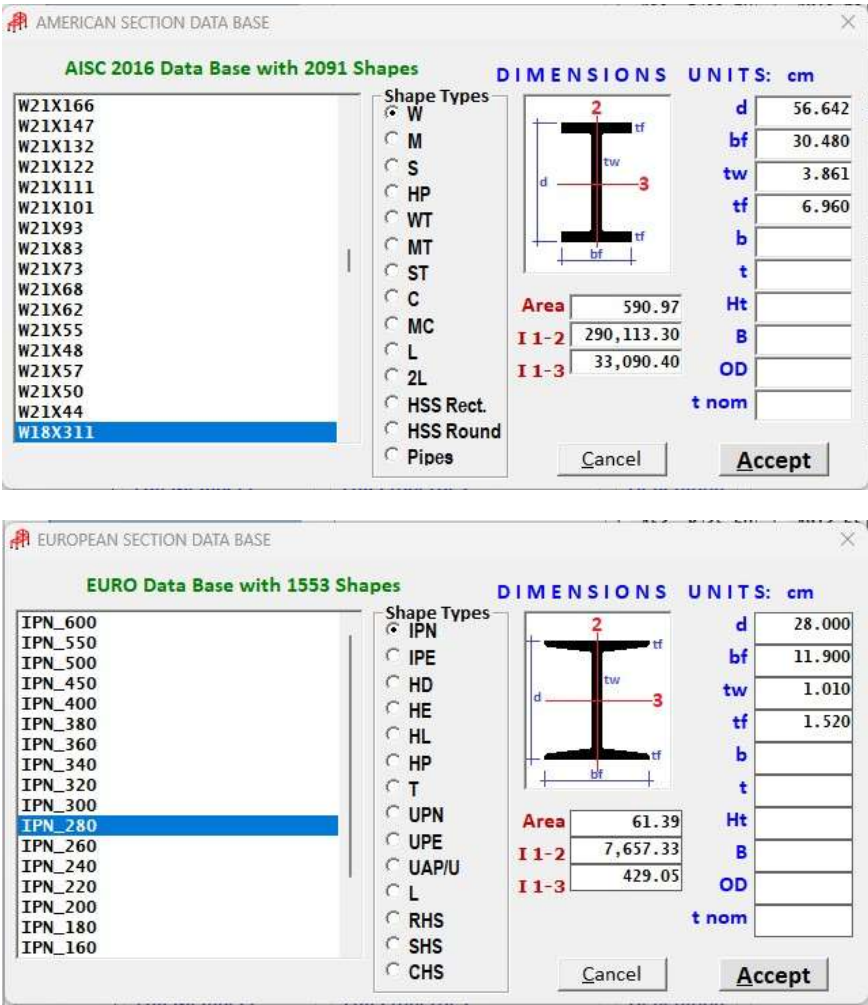 AMERICAN SECTION DATA BASE
AISC 2016 Data Base with 2091 Shapes
DIMENSIONS UNITS: cm
W21X166
W21X147
W21X132
W21X122
W21X111
W21X101
W21X93
W21X83
W21X73
W21X68
W21X62
W21X55
W21X48
W21X57
W21X50
W21X44
W18X311
Shape Types
W
M
S
HP
WT
MT
ST
C
MC
L
2L
HSS Rect.
HSS Round
Pipes
2
tf
tw
d
3
tf
bf
Area 590.97
I 1-2 290,113.30
I 1-3 33,090.40
d 56.642
bf 30.480
tw 3.861
tf 6.960
b
t
Ht
B
OD
t nom
Cancel
Accept
EUROPEAN SECTION DATA BASE
EURO Data Base with 1553 Shapes
DIMENSIONS UNITS: cm
IPN_600
IPN_550
IPN_500
IPN_450
IPN_400
IPN_380
IPN_360
IPN_340
IPN_320
IPN_300
IPN_280
IPN_260
IPN_240
IPN_220
IPN_200
IPN_180
IPN_160
Shape Types
IPN
IPE
HD
HE
HL
HP
T
UPN
UPE
UAP/U
L
RHS
SHS
CHS
2
tf
tw
d
3
tf
bf
Area 61.39
I 1-2 7,657.33
I 1-3 429.05
d 28.000
bf 11.900
tw 1.010
tf 1.520
b
t
Ht
B
OD
t nom
Cancel
Accept